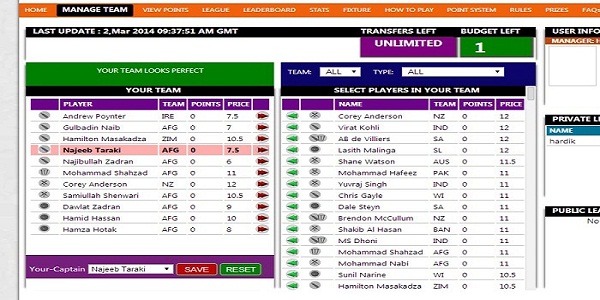 HOME MANAGE TEAM VIEW POINTS LEAGUE LEADERBOARD STATS FIXTURE HOW TO PLAY POINT SYSTEM RULES PRIZES FAQs
LAST UPDATE : 2,Mar 2014 09:37:51 AM GMT TRANSFERS LEFT BUDGET LEFT
UNLIMITED 1
USER INFO
MANAGER: H
YOUR TEAM LOOKS PERFECT
TEAM: ALL TYPE: ALL
YOUR TEAM
PLAYER TEAM POINTS PRICE
Andrew Poynter IRE 0 7.5
Gulbadin Naib AFG 0 7
Hamilton Masakadza ZIM 0 10.5
Najeeb Taraki AFG 0 7.5
Najibullah Zadran AFG 0 6
Mohammad Shahzad AFG 0 11
Corey Anderson NZ 0 12
Samiullah Shenwari AFG 0 10.5
Dawlat Zadran AFG 0 9
Hamid Hassan AFG 0 10
Hamza Hotak AFG 0 8
Your-Captain Najeeb Taraki SAVE RESET
SELECT PLAYERS IN YOUR TEAM
NAME TEAM POINTS PRICE
Corey Anderson NZ 0 12
Virat Kohli IND 0 12
AB de Villiers SA 0 12
Lasith Malinga SL 0 12
Shane Watson AUS 0 11.5
Mohammad Hafeez PAK 0 11
Yuvraj Singh IND 0 11
Chris Gayle WI 0 11
Dale Steyn SA 0 11
Brendon McCullum NZ 0 11
Shakib Al Hasan BAN 0 11
MS Dhoni IND 0 11
Mohammad Shahzad AFG 0 11
Mohammad Nabi AFG 0 11
Sunil Narine WI 0 10.5
Hamilton Masakadza ZIM 0 10.5
PRIVATE LE
NAME
hardik
PUBLIC LEA
No